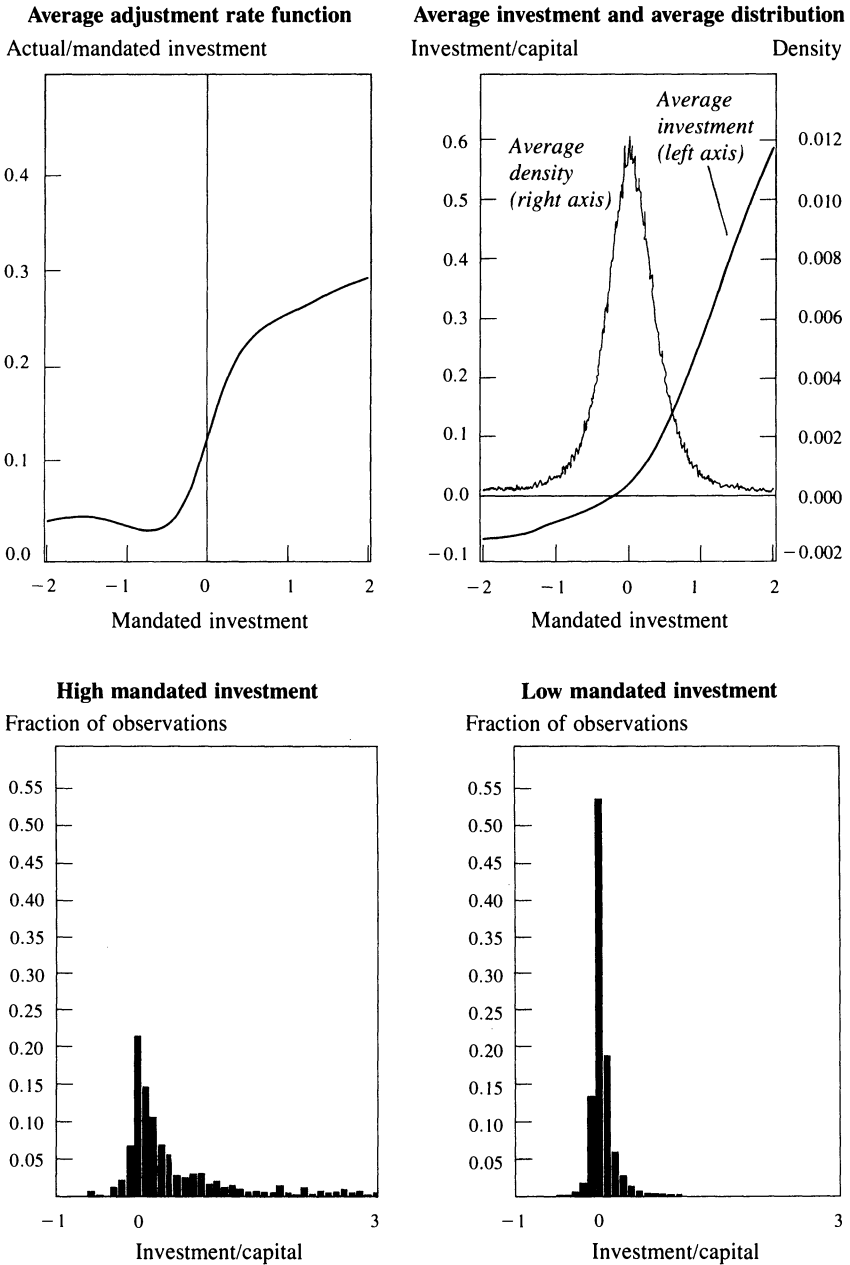 Average adjustment rate function
Actual/mandated investment
0.4
0.3
0.2
0.1
0.0
−2 −1 0 1 2
Mandated investment
Average investment and average distribution
Investment/capital Density
Average
investment
(left axis)
Average
density
(right axis)
0.6
0.5
0.4
0.3
0.2
0.1
0.0
−0.1
0.012
0.010
0.008
0.006
0.004
0.002
0.000
−0.002
−2 −1 0 1 2
Mandated investment
High mandated investment
Fraction of observations
0.55
0.50
0.45
0.40
0.35
0.30
0.25
0.20
0.15
0.10
0.05
−1 0 3
Investment/capital
Low mandated investment
Fraction of observations
0.55
0.50
0.45
0.40
0.35
0.30
0.25
0.20
0.15
0.10
0.05
−1 0 3
Investment/capital